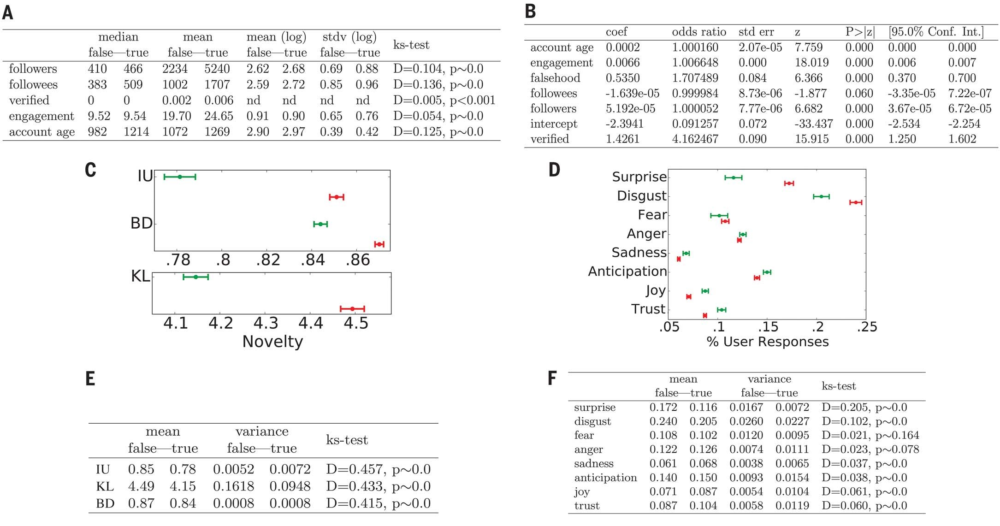 A
median mean mean (log) stdv (log) ks-test
false—true false—true false—true false—true
followers 410 466 2234 5240 2.62 2.68 0.69 0.88 D=0.104, p∼0.0
followees 383 509 1002 1707 2.59 2.72 0.85 0.96 D=0.136, p∼0.0
verified 0 0 0.002 0.006 nd nd nd nd D=0.005, p<0.001
engagement 9.52 9.54 19.70 24.65 0.91 0.90 0.65 0.76 D=0.054, p∼0.0
account age 982 1214 1072 1269 2.90 2.97 0.39 0.42 D=0.125, p∼0.0
B
coef odds ratio std err z P>|z| [95.0% Conf. Int.]
account age 0.0002 1.000160 2.07e-05 7.759 0.000 0.000 0.000
engagement 0.0066 1.006648 0.000 18.019 0.000 0.006 0.007
falsehood 0.5350 1.707489 0.084 6.366 0.000 0.370 0.700
followees -1.639e-05 0.999984 8.73e-06 -1.877 0.060 -3.35e-05 7.22e-07
followers 5.192e-05 1.000052 7.77e-06 6.682 0.000 3.67e-05 6.72e-05
intercept -2.3941 0.091257 0.072 -33.437 0.000 -2.534 -2.254
verified 1.4261 4.162467 0.090 15.915 0.000 1.250 1.602
C
IU
BD
.78 .8 .82 .84 .86
KL
4.1 4.2 4.3 4.4 4.5
Novelty
D
Surprise
Disgust
Fear
Anger
Sadness
Anticipation
Joy
Trust
.05 .1 .15 .2 .25
% User Responses
E
mean variance ks-test
false—true false—true
IU 0.85 0.78 0.0052 0.0072 D=0.457, p∼0.0
KL 4.49 4.15 0.1618 0.0948 D=0.433, p∼0.0
BD 0.87 0.84 0.0008 0.0008 D=0.415, p∼0.0
F
mean variance ks-test
false—true false—true
surprise 0.172 0.116 0.0167 0.0072 D=0.205, p∼0.0
disgust 0.240 0.205 0.0260 0.0227 D=0.102, p∼0.0
fear 0.108 0.102 0.0120 0.0095 D=0.021, p∼0.164
anger 0.122 0.126 0.0074 0.0111 D=0.023, p∼0.078
sadness 0.061 0.068 0.0038 0.0065 D=0.037, p∼0.0
anticipation 0.140 0.150 0.0093 0.0154 D=0.038, p∼0.0
joy 0.071 0.087 0.0054 0.0104 D=0.061, p∼0.0
trust 0.087 0.104 0.0058 0.0119 D=0.060, p∼0.0